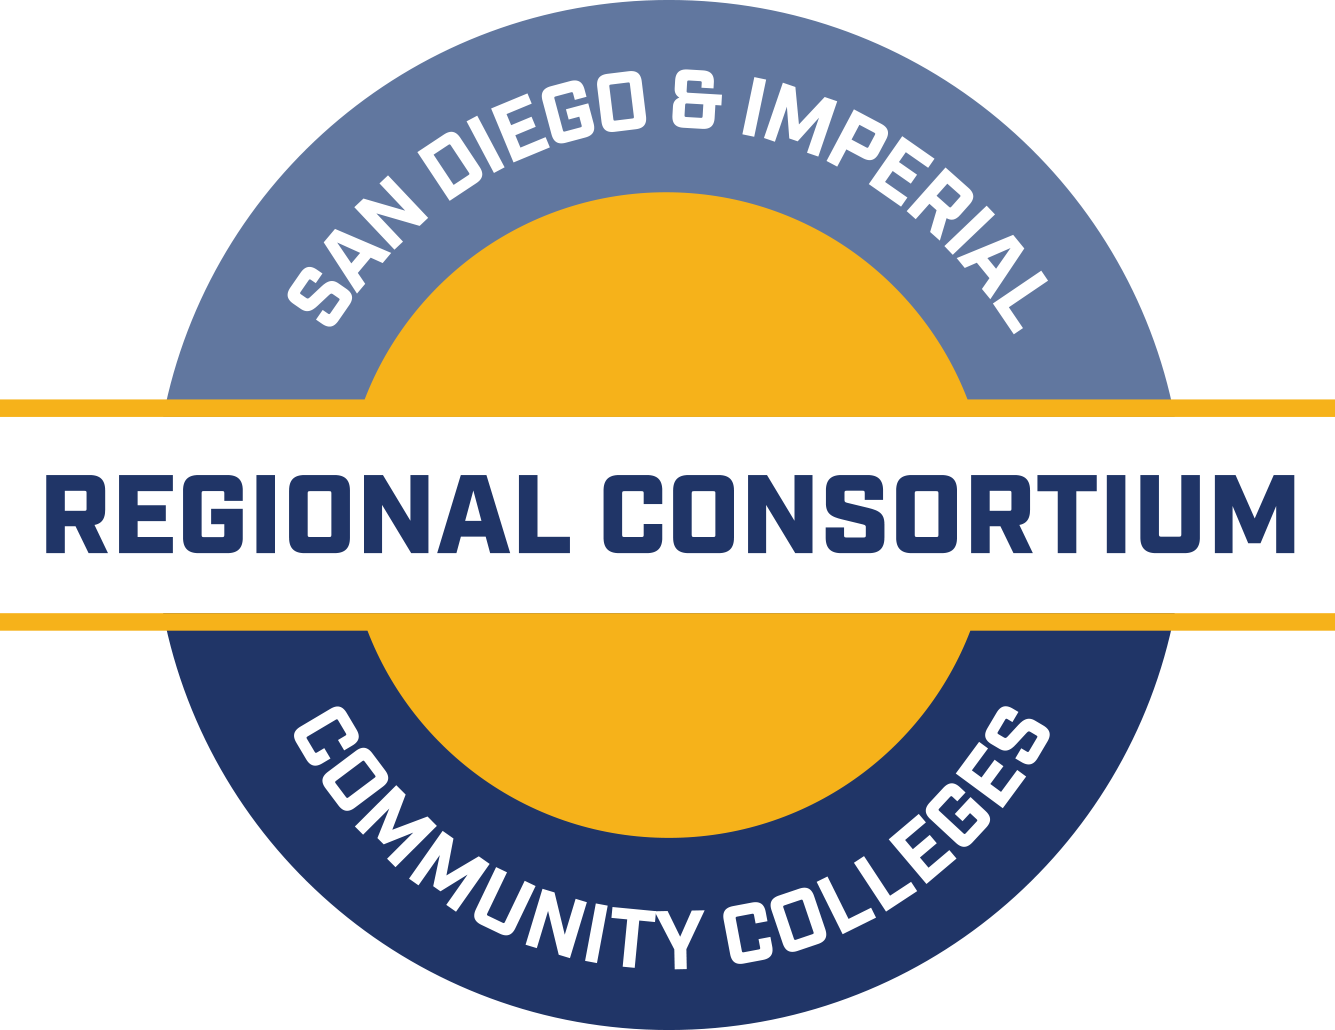 SAN DIEGO & IMPERIAL
REGIONAL CONSORTIUM
COMMUNITY COLLEGES